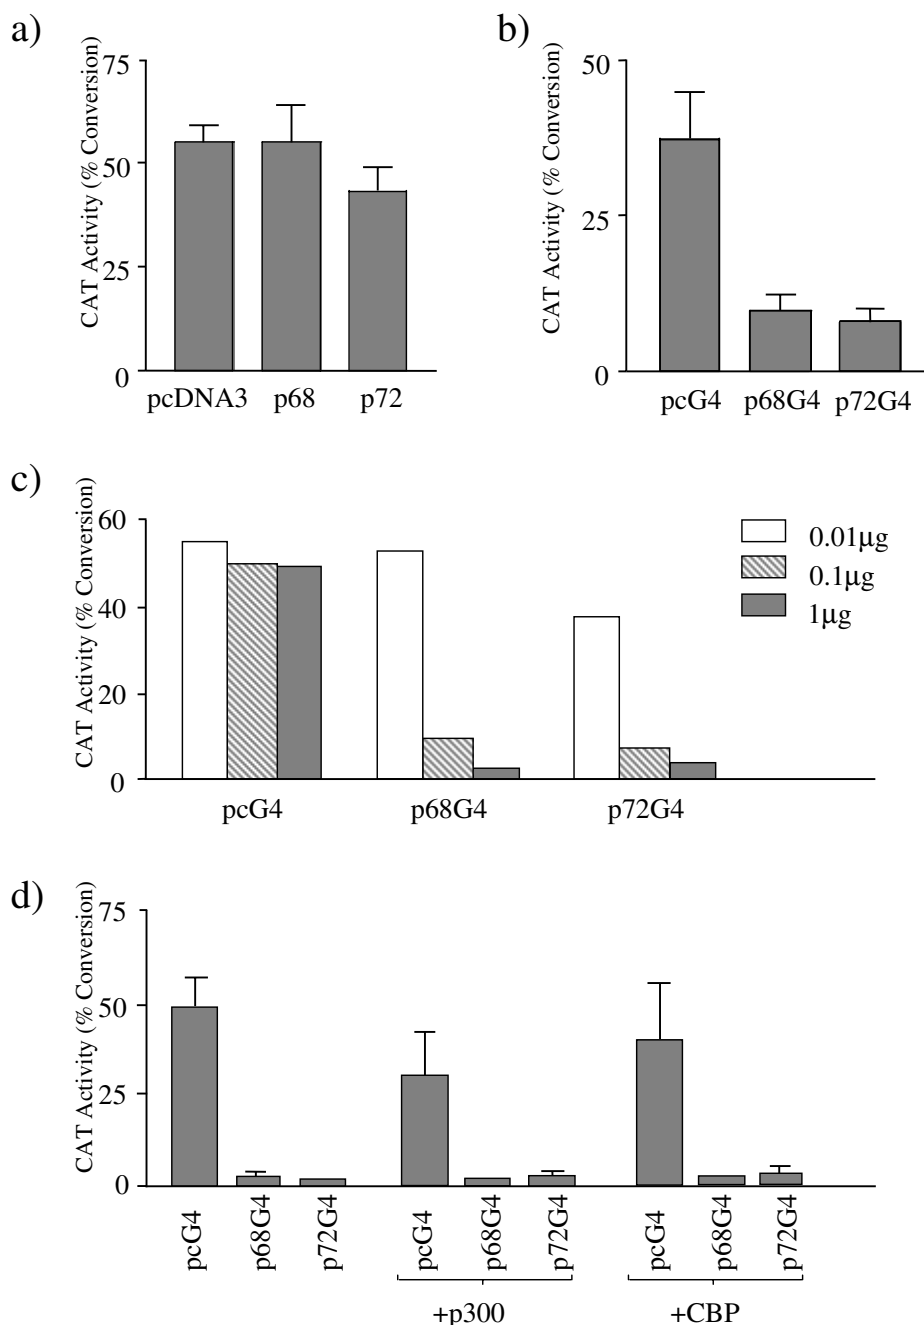 a)
CAT Activity (% Conversion)
75
50
25
0
pcDNA3 p68 p72
b)
CAT Activity (% Conversion)
50
25
0
pcG4 p68G4 p72G4
c)
CAT Activity (% Conversion)
60
40
20
0
pcG4 p68G4 p72G4
0.01μg
0.1μg
1μg
d)
CAT Activity (% Conversion)
75
50
25
0
pcG4 p68G4 p72G4 pcG4 p68G4 p72G4 pcG4 p68G4 p72G4
+p300 +CBP